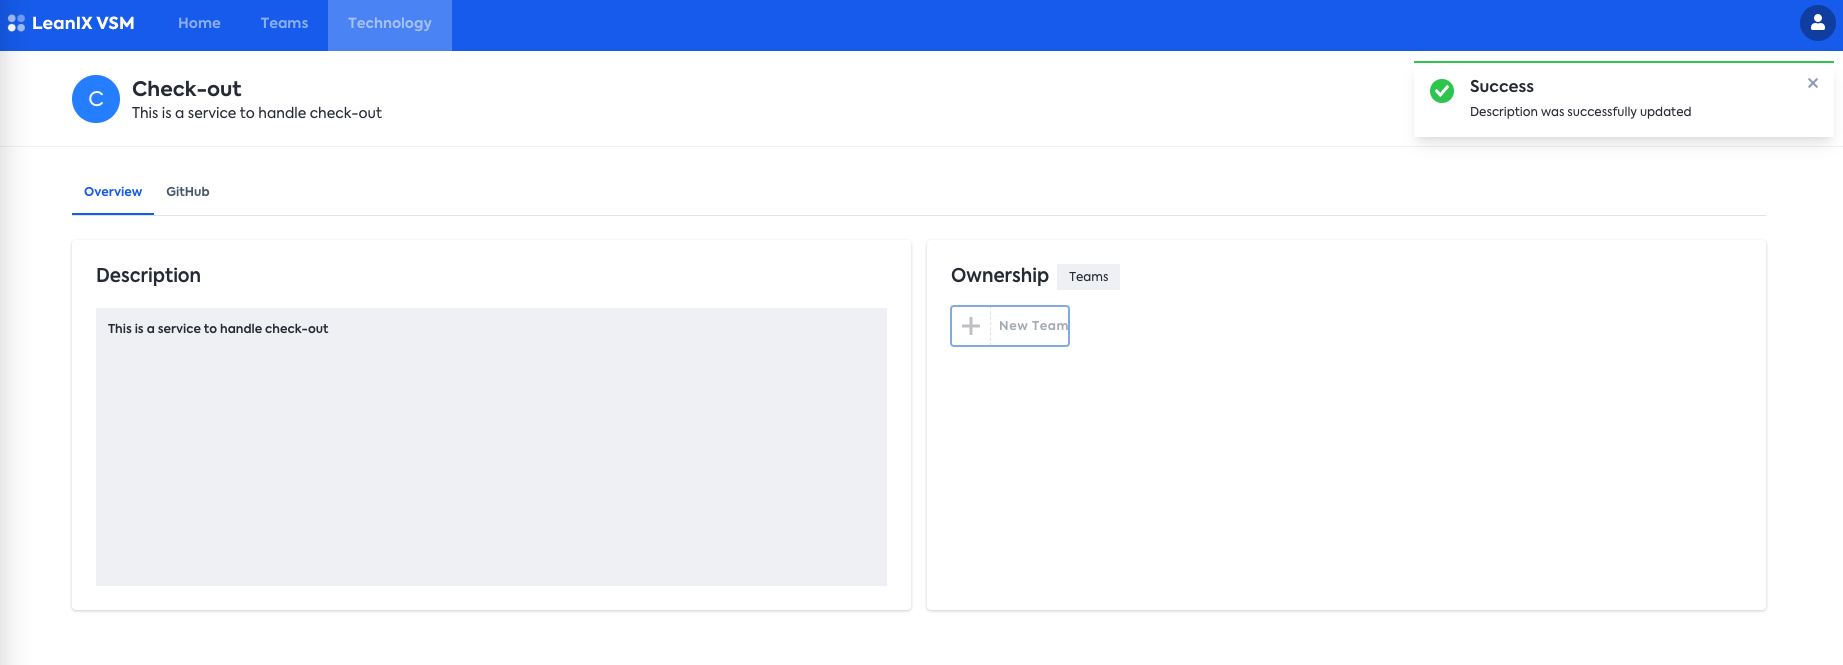 LeanIX VSM Home Teams Technology
Check-out
This is a service to handle check-out
Success
Description was successfully updated
Overview GitHub
Description
This is a service to handle check-out
Ownership Teams
New Team
C